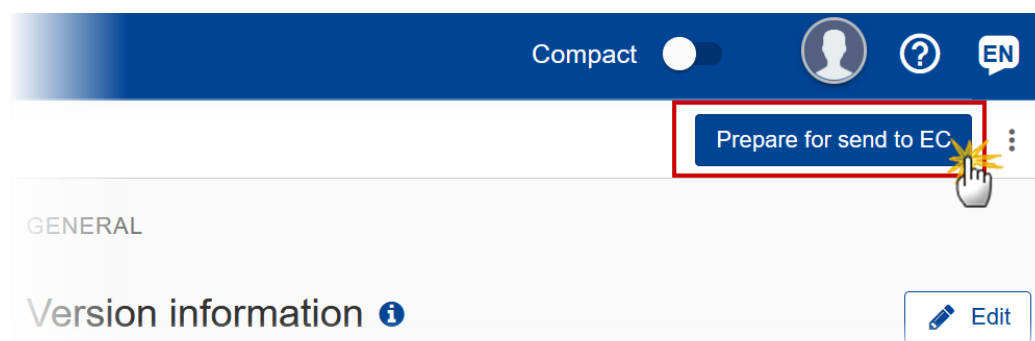 Compact
EN
Prepare for send to EC
GENERAL
Version information
Edit